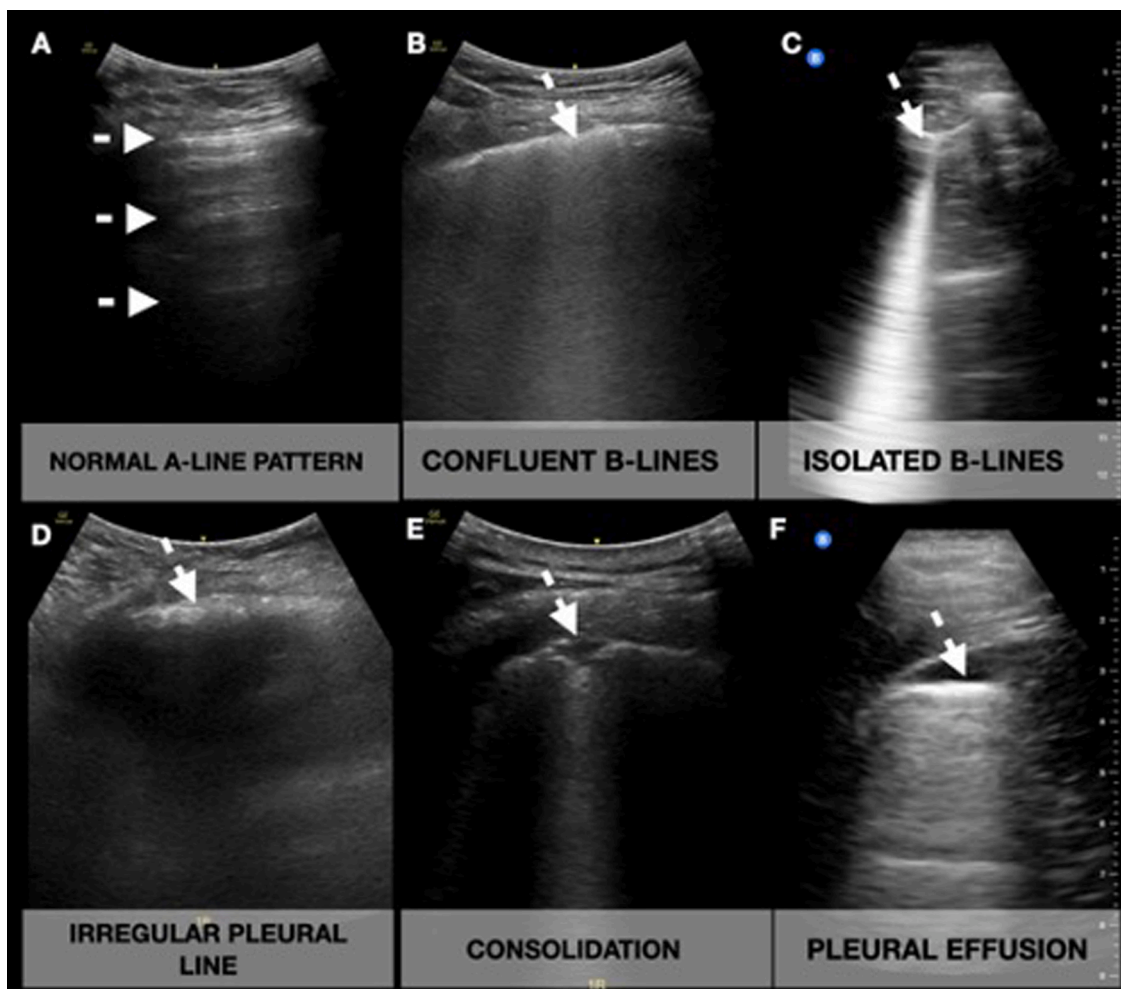 A
B
C
B
NORMAL A-LINE PATTERN
CONFLUENT B-LINES
ISOLATED B-LINES
D
E
F
B
IRREGULAR PLEURAL
LINE
CONSOLIDATION
PLEURAL EFFUSION